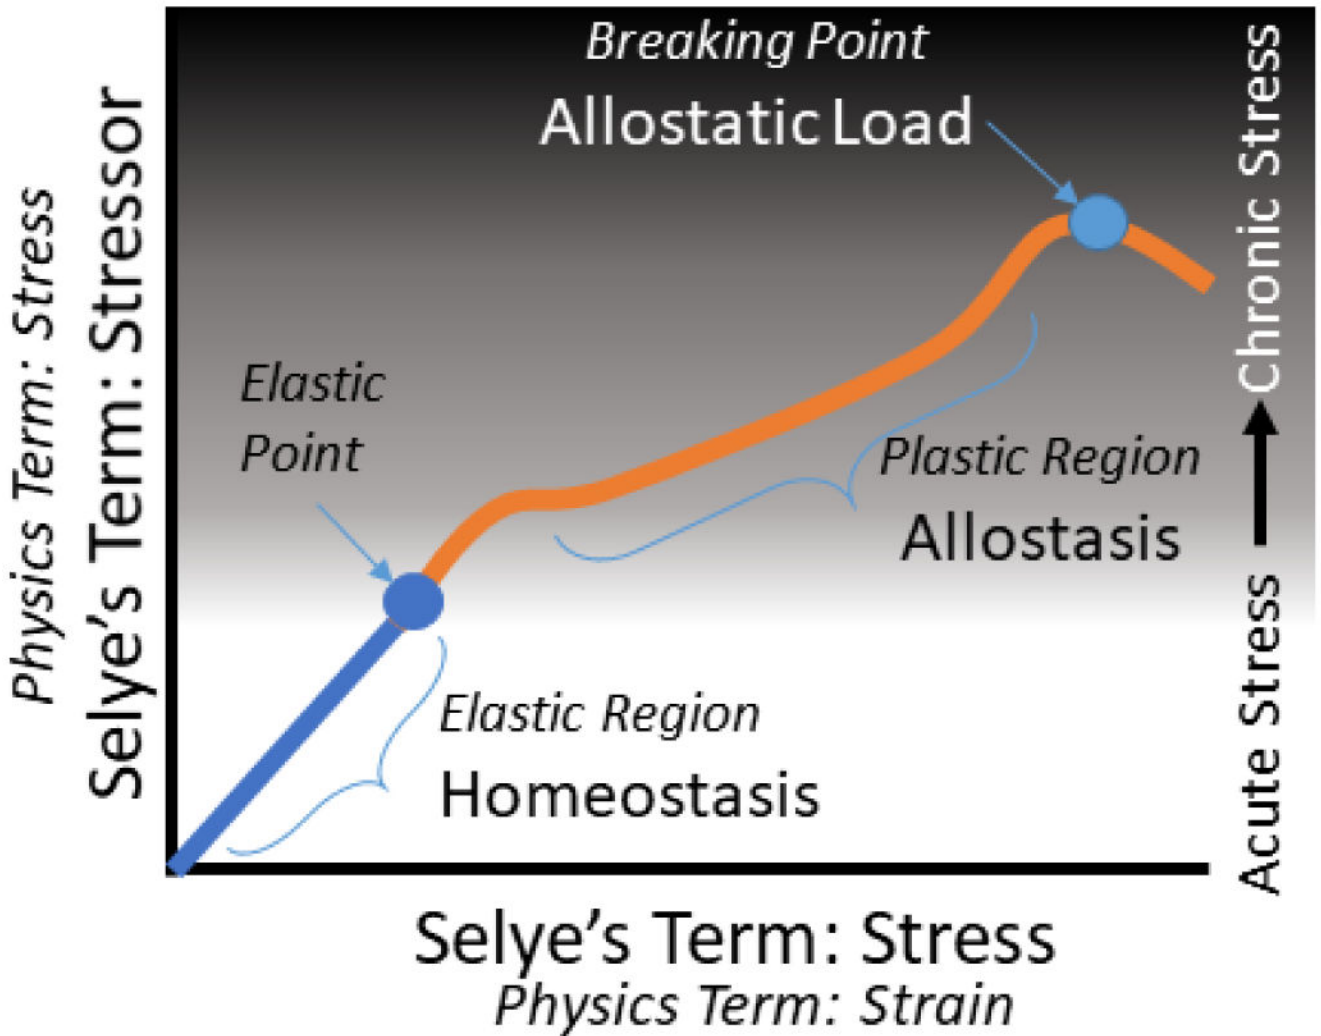 Breaking Point
Allostatic Load
Elastic
Point
Plastic Region
Allostasis
Elastic Region
Homeostasis
Physics Term: Stress
Selye's Term: Stressor
Chronic Stress
Acute Stress
Selye's Term: Stress
Physics Term: Strain